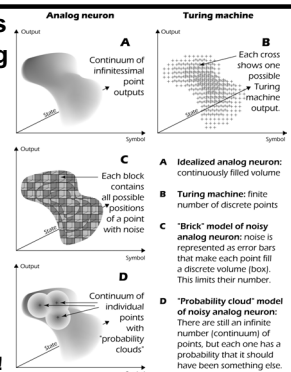 s
g
!
Analog neuron
Output
A
Continuum of
infinitessimal
point
outputs
State
Symbol
Turing machine
Output
B
Each cross
shows one
possible
Turing
machine
output.
State
Symbol
Output
C
Each block
contains
all possible
positions
of a point
with noise
State
Symbol
Output
D
Continuum of
individual
points
with
"probability
clouds"
State
A Idealized analog neuron:
continuously filled volume
B Turing machine: finite
number of discrete points
C "Brick" model of noisy
analog neuron: noise is
represented as error bars
that make each point fill
a discrete volume (box).
This limits their number.
D "Probability cloud" model
of noisy analog neuron:
There are still an infinite
number (continuum) of
points, but each one has a
probability that it should
have been something else.